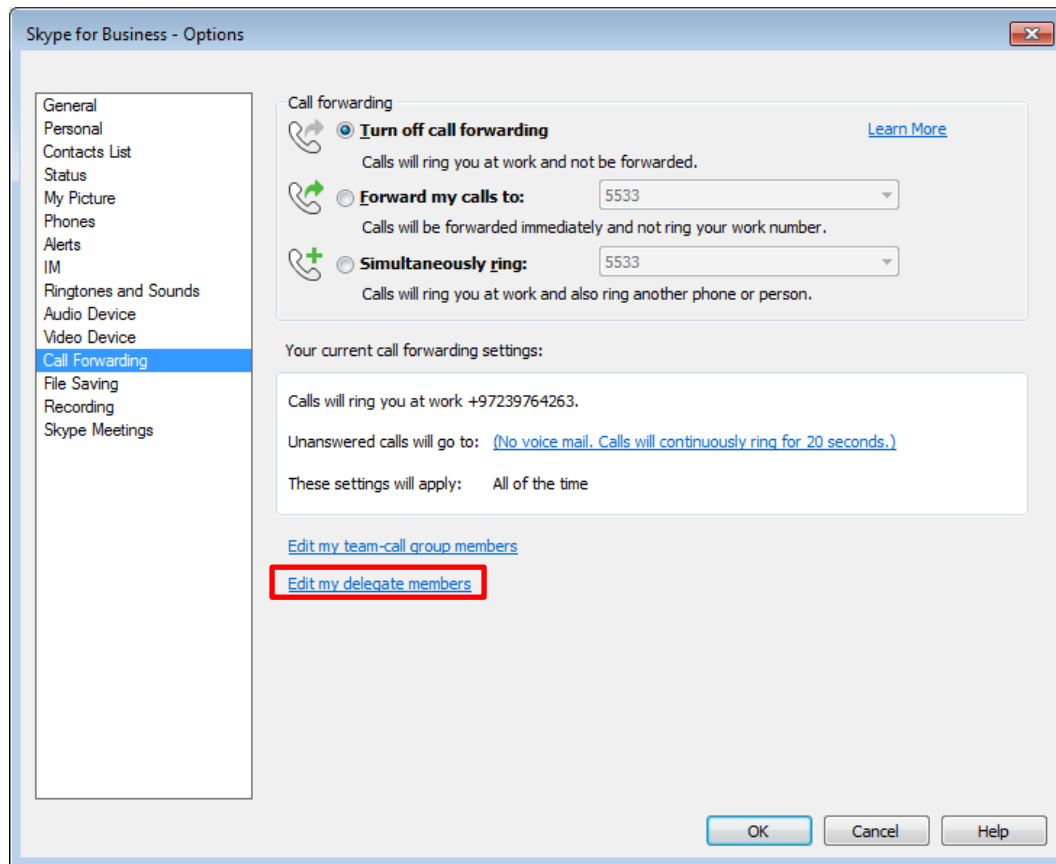 Skype for Business - Options
General
Personal
Contacts List
Status
My Picture
Phones
Alerts
IM
Ringtones and Sounds
Audio Device
Video Device
Call Forwarding
File Saving
Recording
Skype Meetings
Call forwarding
Turn off call forwarding
Learn More
Calls will ring you at work and not be forwarded.
Forward my calls to:
5533
Calls will be forwarded immediately and not ring your work number.
Simultaneously ring:
5533
Calls will ring you at work and also ring another phone or person.
Your current call forwarding settings:
Calls will ring you at work +97239764263.
Unanswered calls will go to: (No voice mail. Calls will continuously ring for 20 seconds.)
These settings will apply: All of the time
Edit my team-call group members
Edit my delegate members
OK
Cancel
Help